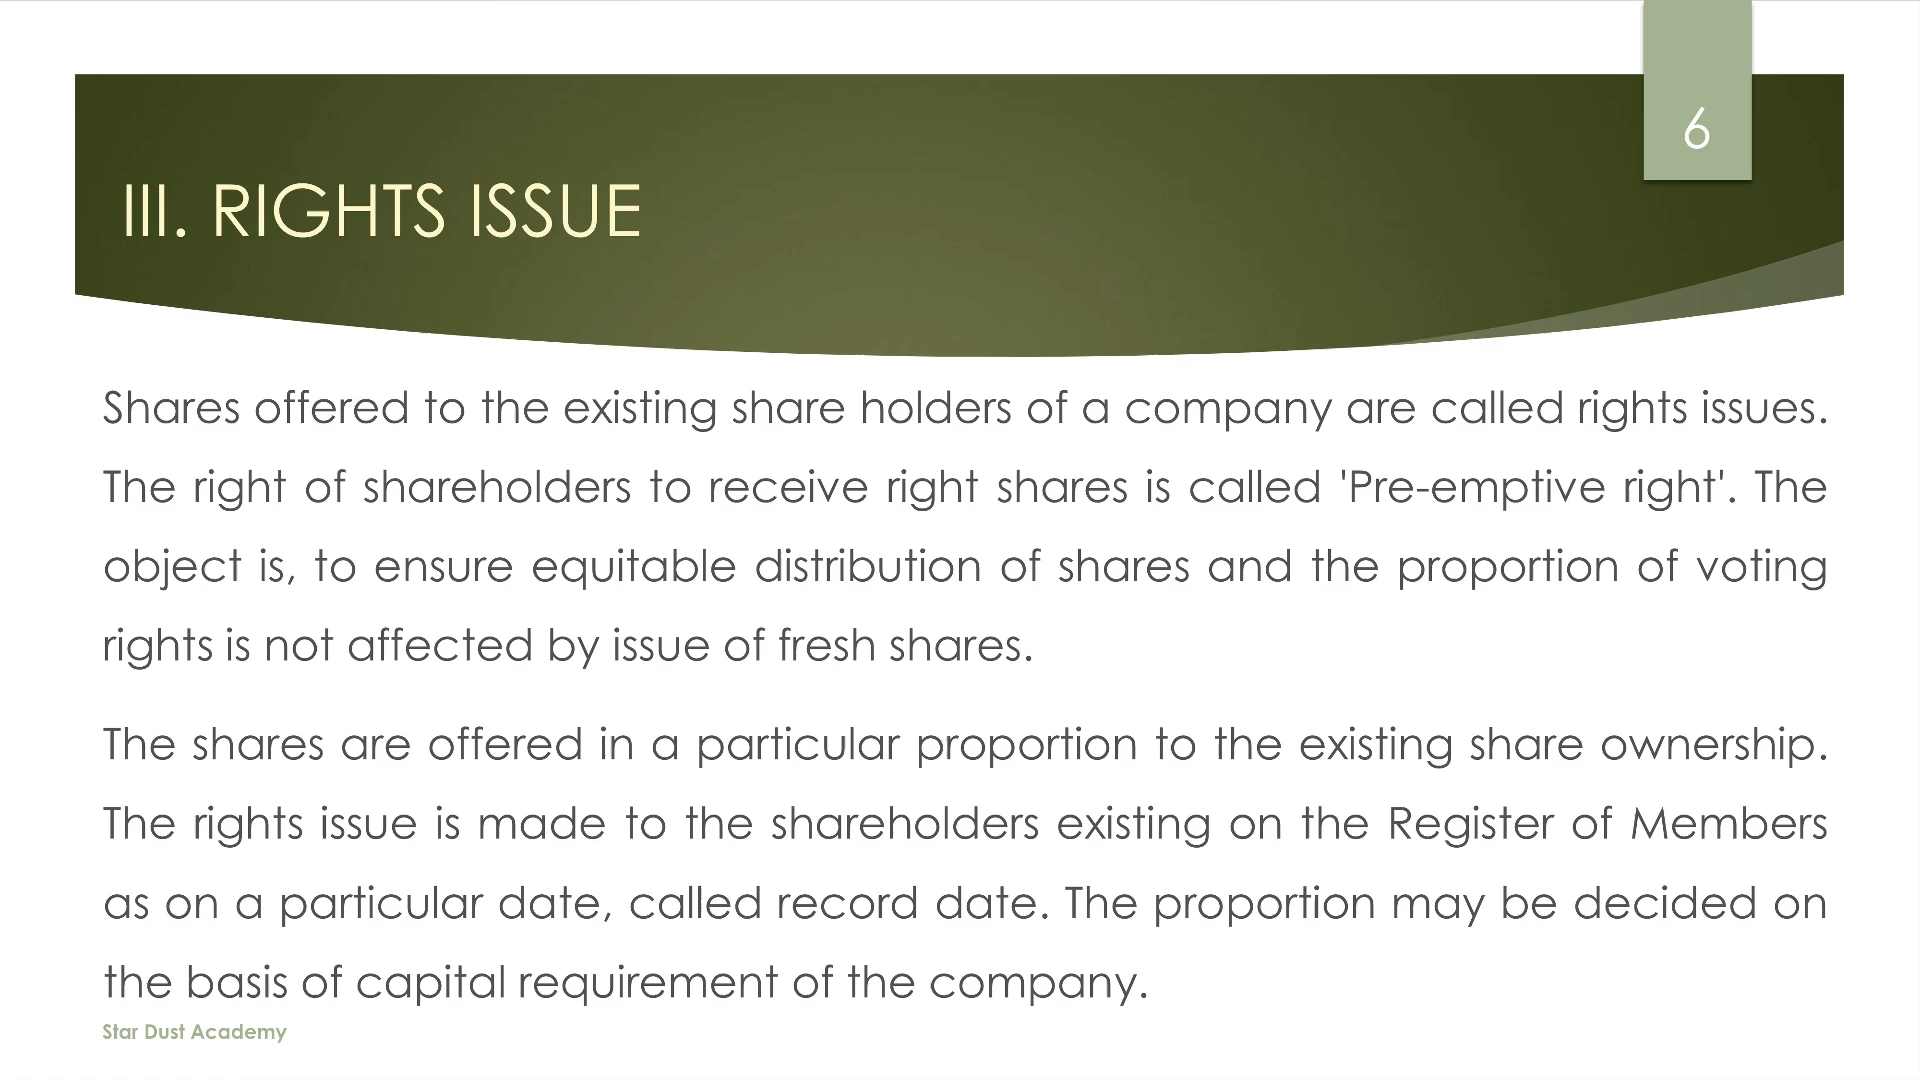 6
III. RIGHTS ISSUE
Shares offered to the existing share holders of a company are called rights issues.
The right of shareholders to receive right shares is called 'Pre-emptive right'. The
object is, to ensure equitable distribution of shares and the proportion of voting
rights is not affected by issue of fresh shares.
The shares are offered in a particular proportion to the existing share ownership.
The rights issue is made to the shareholders existing on the Register of Members
as on a particular date, called record date. The proportion may be decided on
the basis of capital requirement of the company.
Star Dust Academy